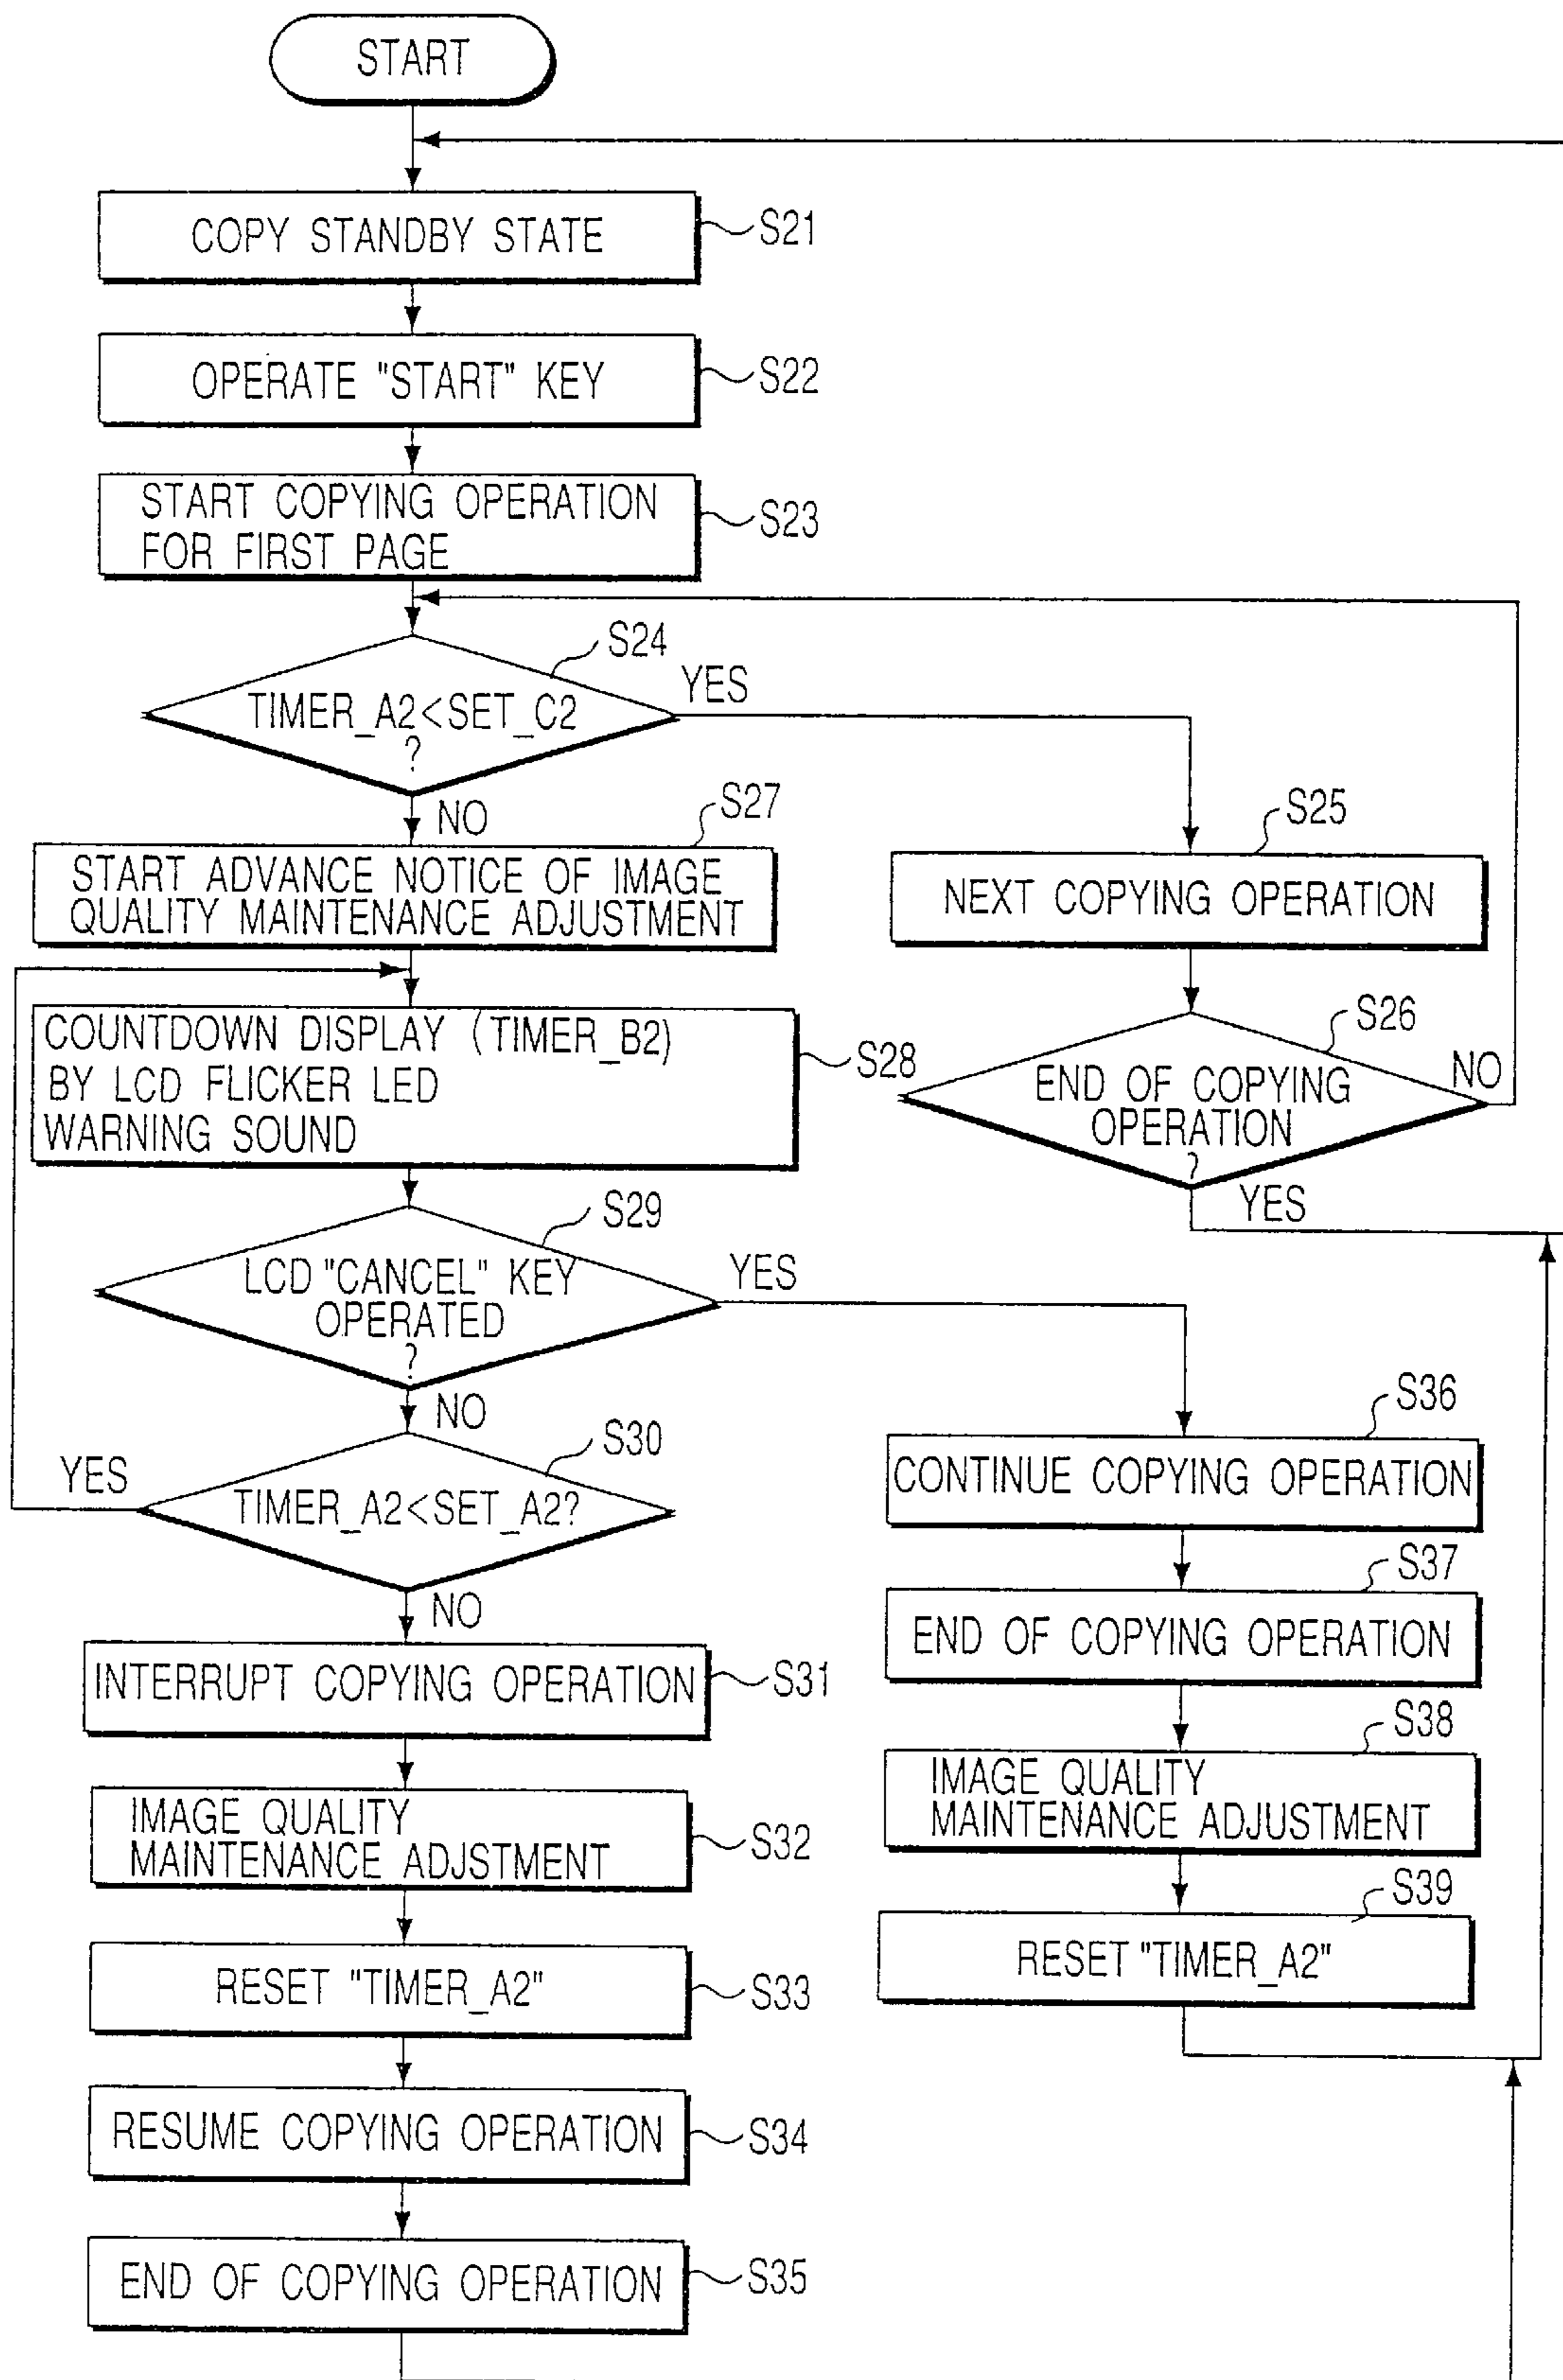 START
COPY STANDBY STATE
S21
OPERATE "START" KEY
S22
START COPYING OPERATION
FOR FIRST PAGE
S23
S24
TIMER_A2<SET_C2
?
YES
NO
S27
START ADVANCE NOTICE OF IMAGE
QUALITY MAINTENANCE ADJUSTMENT
S25
NEXT COPYING OPERATION
COUNTDOWN DISPLAY (TIMER_B2)
BY LCD FLICKER LED
WARNING SOUND
S28
S26
END OF COPYING
OPERATION
?
NO
YES
S29
LCD "CANCEL" KEY
OPERATED
?
YES
NO
S30
TIMER_A2<SET_A2?
YES
NO
S36
CONTINUE COPYING OPERATION
S37
END OF COPYING OPERATION
INTERRUPT COPYING OPERATION
S31
S38
IMAGE QUALITY
MAINTENANCE ADJUSTMENT
IMAGE QUALITY
MAINTENANCE ADJSTMENT
S32
S39
RESET "TIMER_A2"
RESET "TIMER_A2"
S33
RESUME COPYING OPERATION
S34
END OF COPYING OPERATION
S35